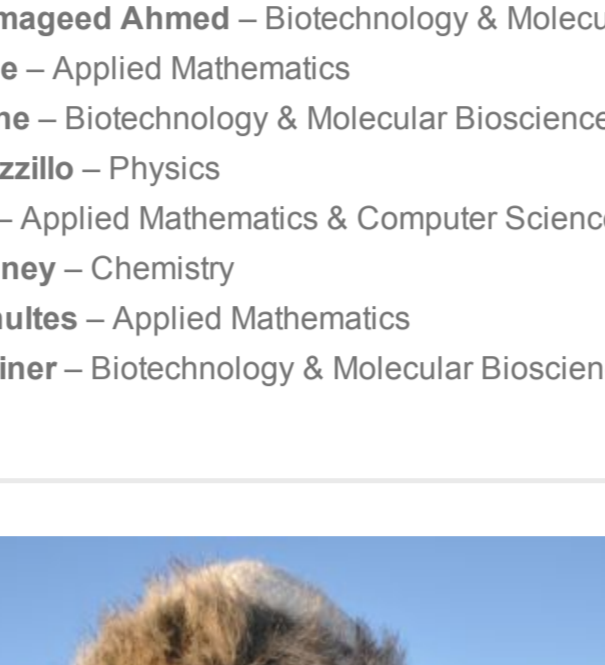 mageed Ahmed – Biotechnology & Molecu
e – Applied Mathematics
ne – Biotechnology & Molecular Bioscience
zzillo – Physics
– Applied Mathematics & Computer Scienc
ney – Chemistry
ultes – Applied Mathematics
iner – Biotechnology & Molecular Bioscien